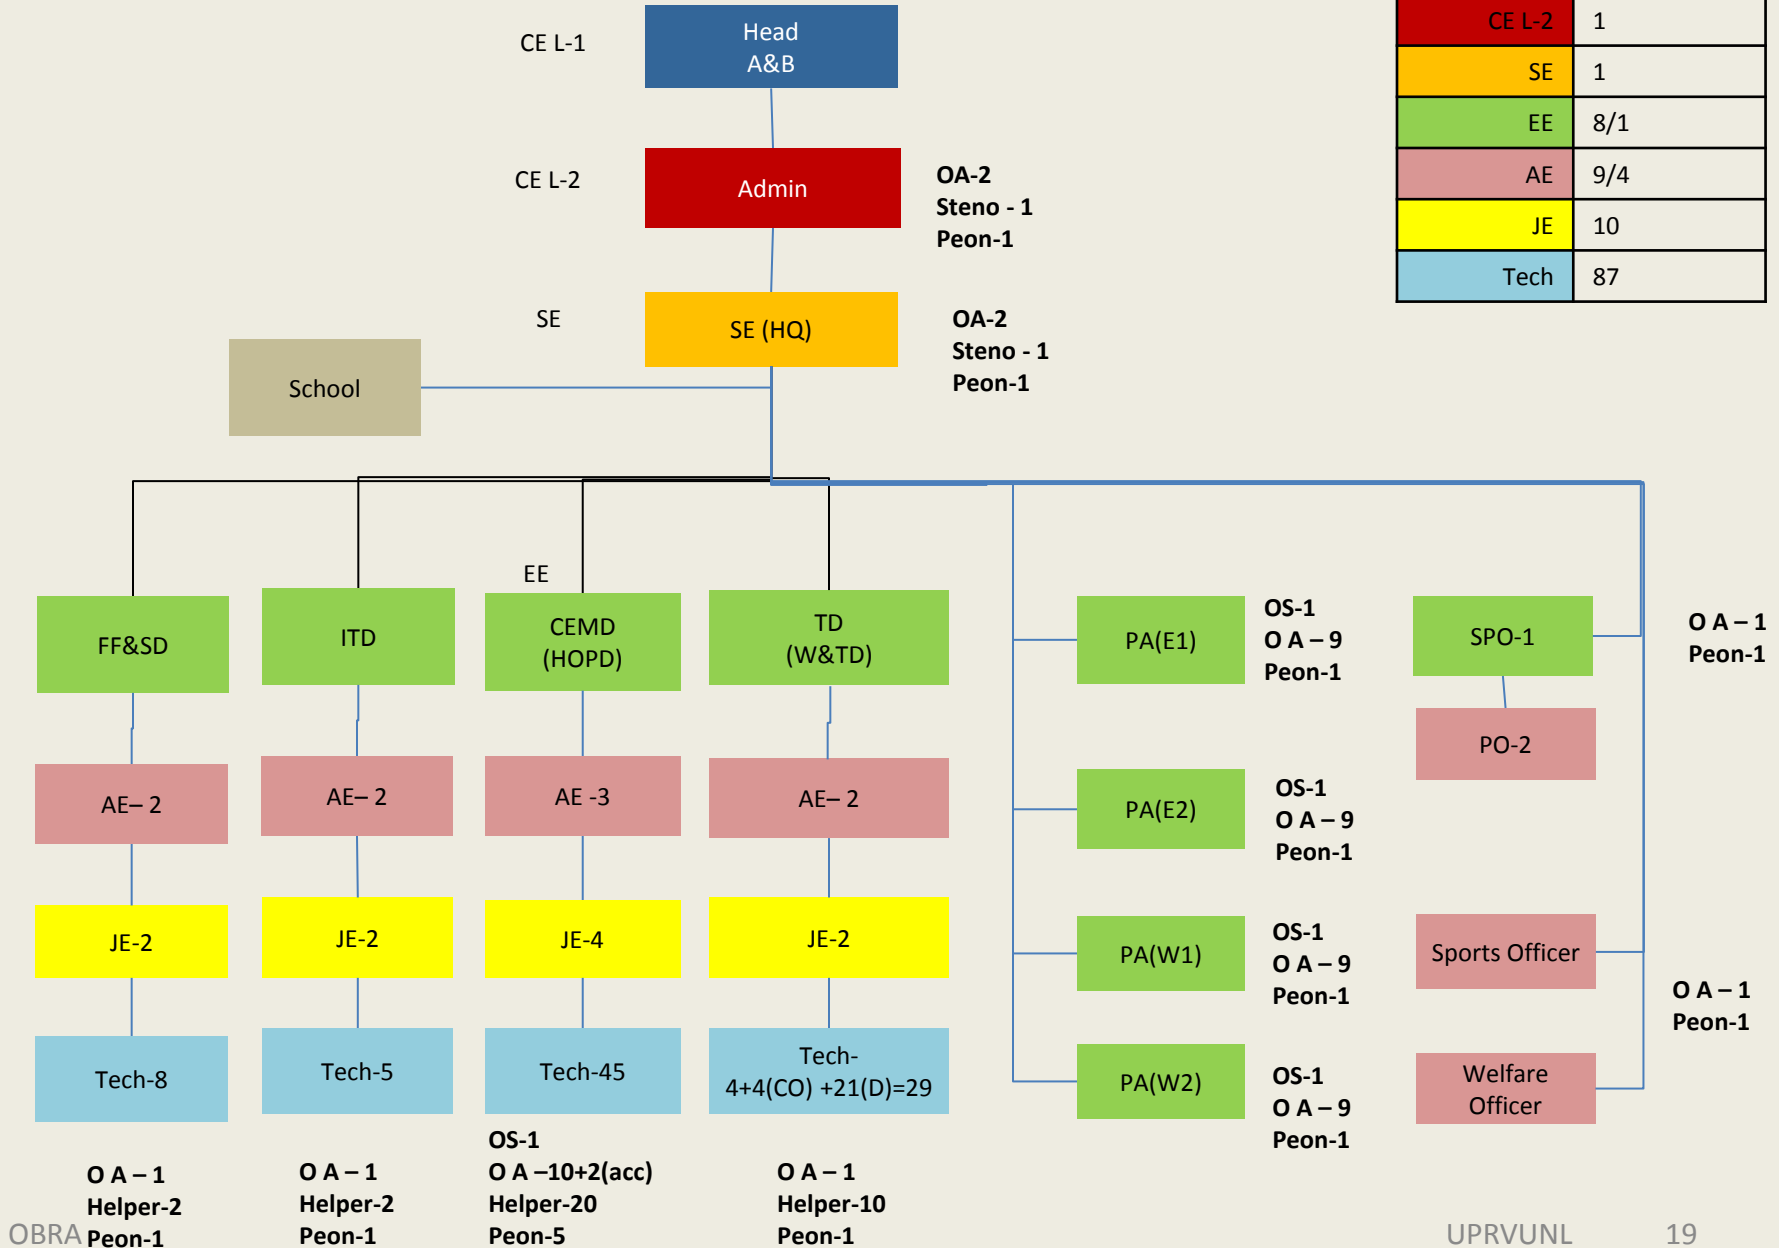 CE L-1
Head
A&B
CE L-2
1
SE
1
EE
8/1
AE
9/4
JE
10
Tech
87
CE L-2
Admin
OA-2
Steno - 1
Peon-1
SE
SE (HQ)
OA-2
Steno - 1
Peon-1
School
EE
FF&SD
ITD
CEMD
(HOPD)
TD
(W&TD)
PA(E1)
OS-1
O A – 9
Peon-1
SPO-1
O A – 1
Peon-1
PO-2
AE– 2
AE– 2
AE -3
AE– 2
PA(E2)
OS-1
O A – 9
Peon-1
JE-2
JE-2
JE-4
JE-2
PA(W1)
OS-1
O A – 9
Peon-1
Sports Officer
O A – 1
Peon-1
Tech-8
Tech-5
Tech-45
Tech-
4+4(CO) +21(D)=29
PA(W2)
OS-1
O A – 9
Peon-1
Welfare
Officer
O A – 1
Helper-2
Peon-1
O A – 1
Helper-2
Peon-1
OS-1
O A –10+2(acc)
Helper-20
Peon-5
O A – 1
Helper-10
Peon-1
OBRA
UPRVUNL
19